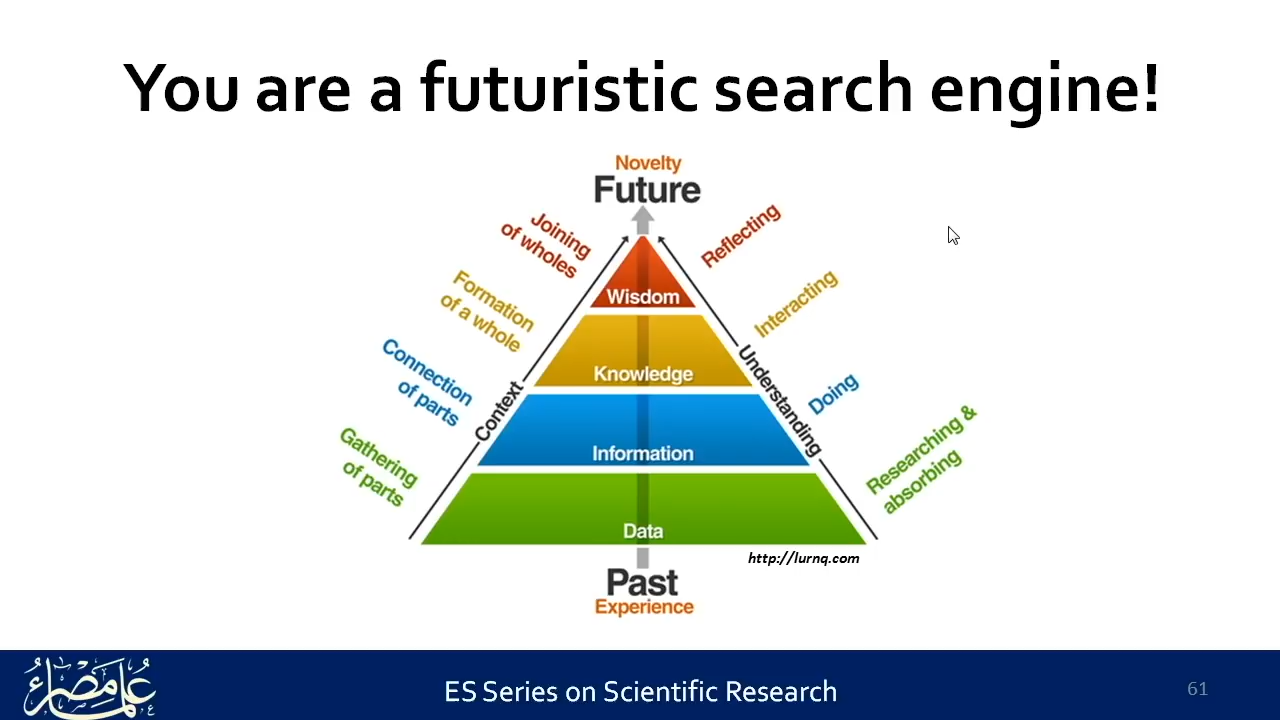 You are a futuristic search engine!
Novelty
Future
Joining
of wholes
Reflecting
Formation
of a whole
Interacting
Connection
of parts
Doing
Gathering
of parts
Researching &
absorbing
Context
Understanding
Wisdom
Knowledge
Information
Data
http://lurnq.com
Past
Experience
علماء مصر
ES Series on Scientific Research
61